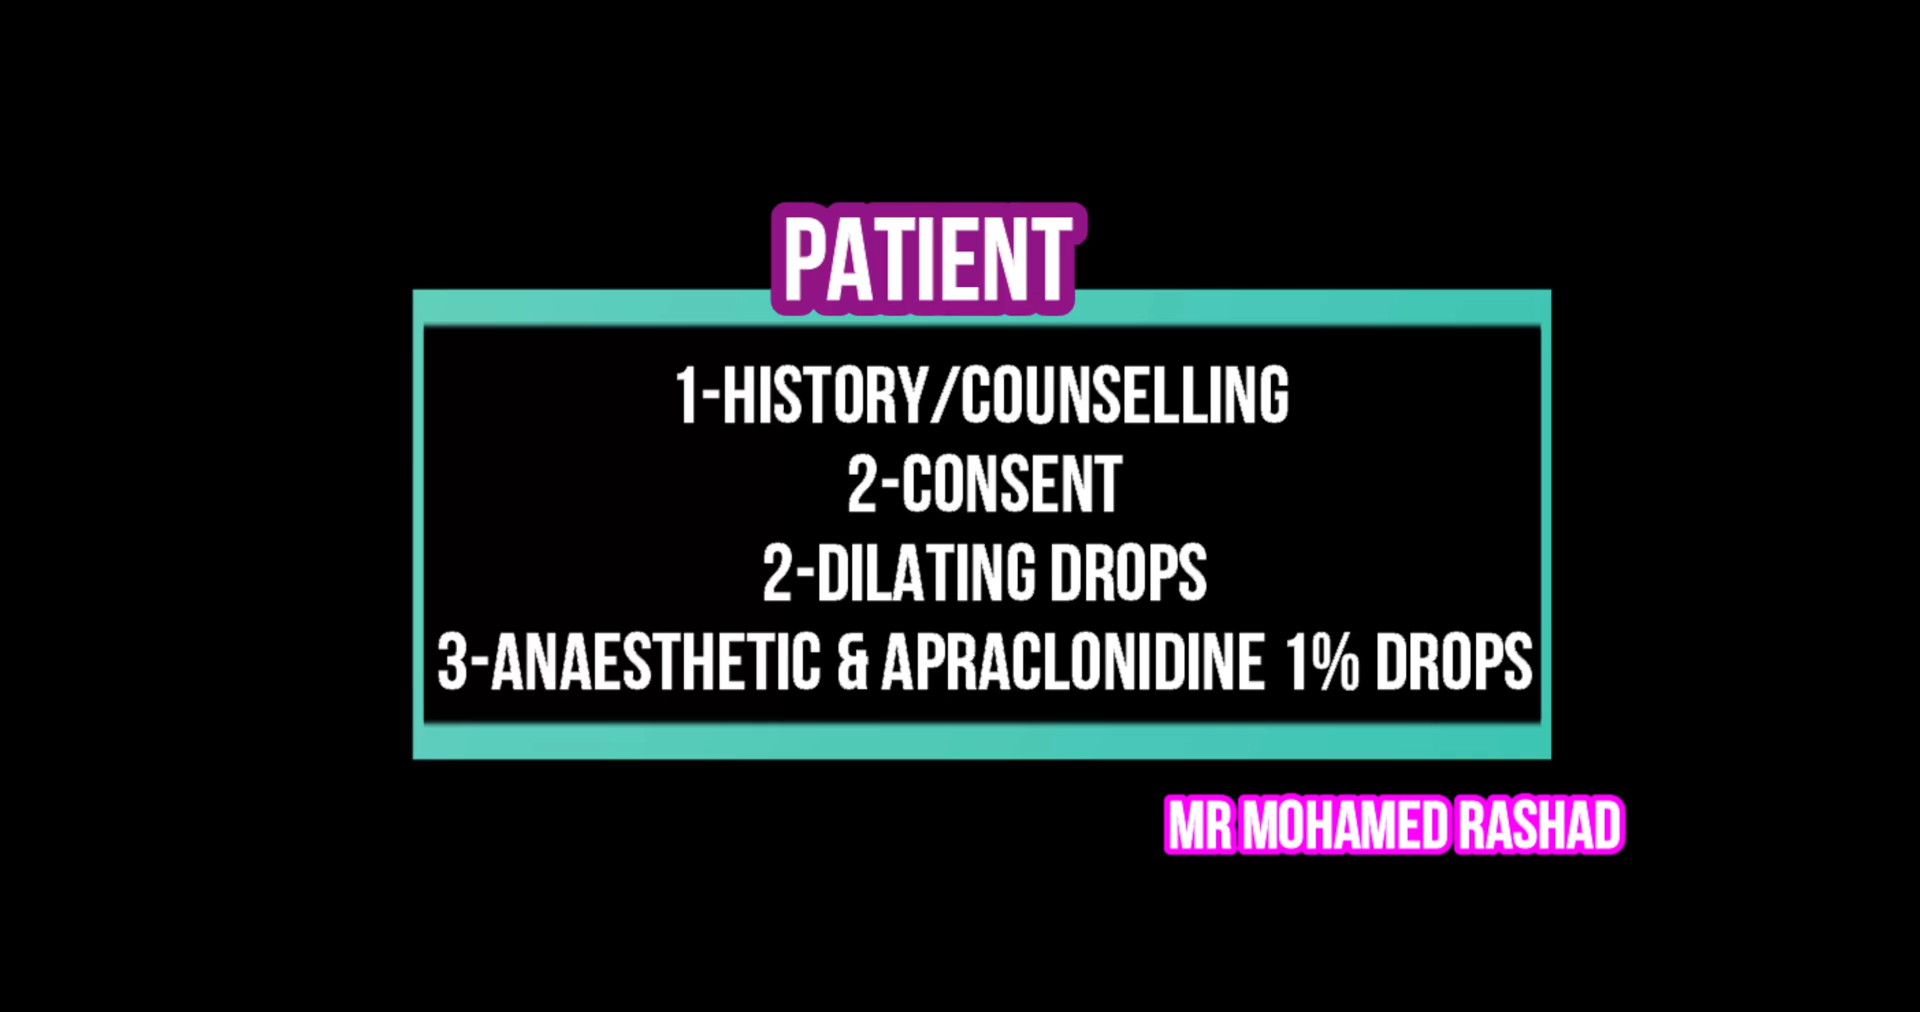 PATIENT
1-HISTORY/COUNSELLING
2-CONSENT
2-DILATING DROPS
3-ANAESTHETIC & APRACLONIDINE 1% DROPS
MR MOHAMED RASHAD